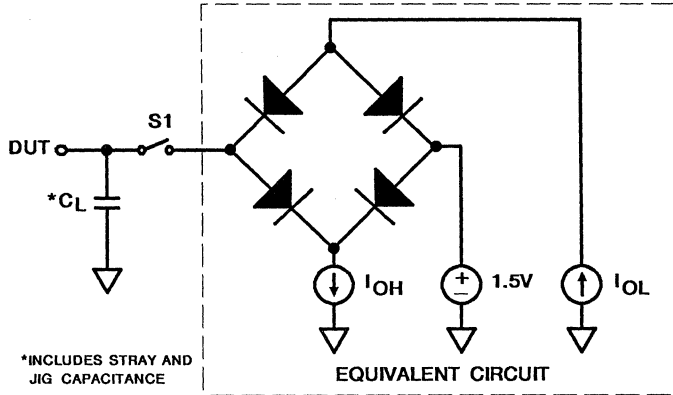 S1
DUT
*CL
IOH
+
−
1.5V
IOL
*INCLUDES STRAY AND
JIG CAPACITANCE
EQUIVALENT CIRCUIT